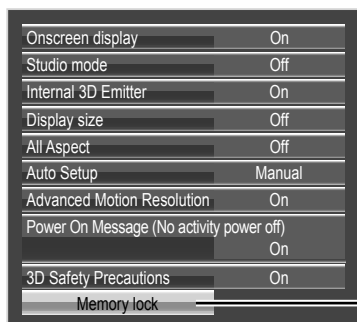 Onscreen display On
Studio mode Off
Internal 3D Emitter On
Display size Off
All Aspect Off
Auto Setup Manual
Advanced Motion Resolution On
Power On Message (No activity power off)
On
3D Safety Precautions On
Memory lock